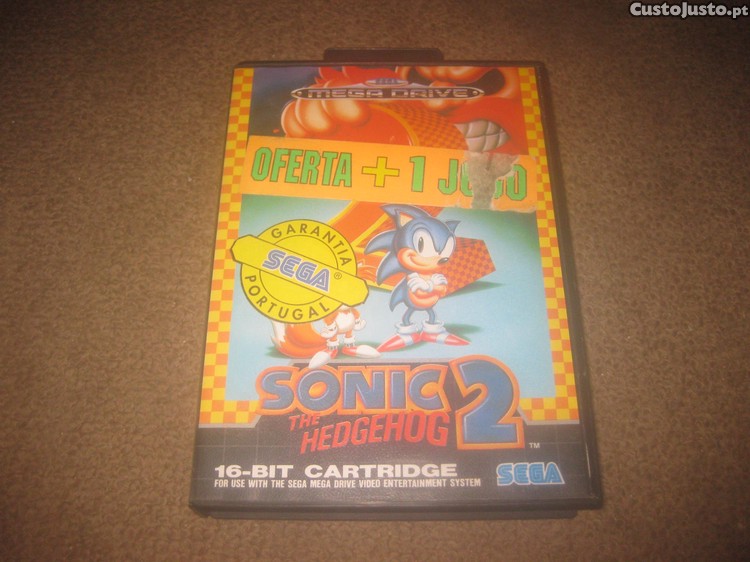 CustoJusto.pt
MEGA DRIVE
OFERTA + 1
GARANTIA
SEGA ®
PORTUGAL
SONIC
THE
HEDGEHOG 2
™
16-BIT CARTRIDGE
FOR USE WITH THE SEGA MEGA DRIVE VIDEO ENTERTAINMENT SYSTEM
SEGA